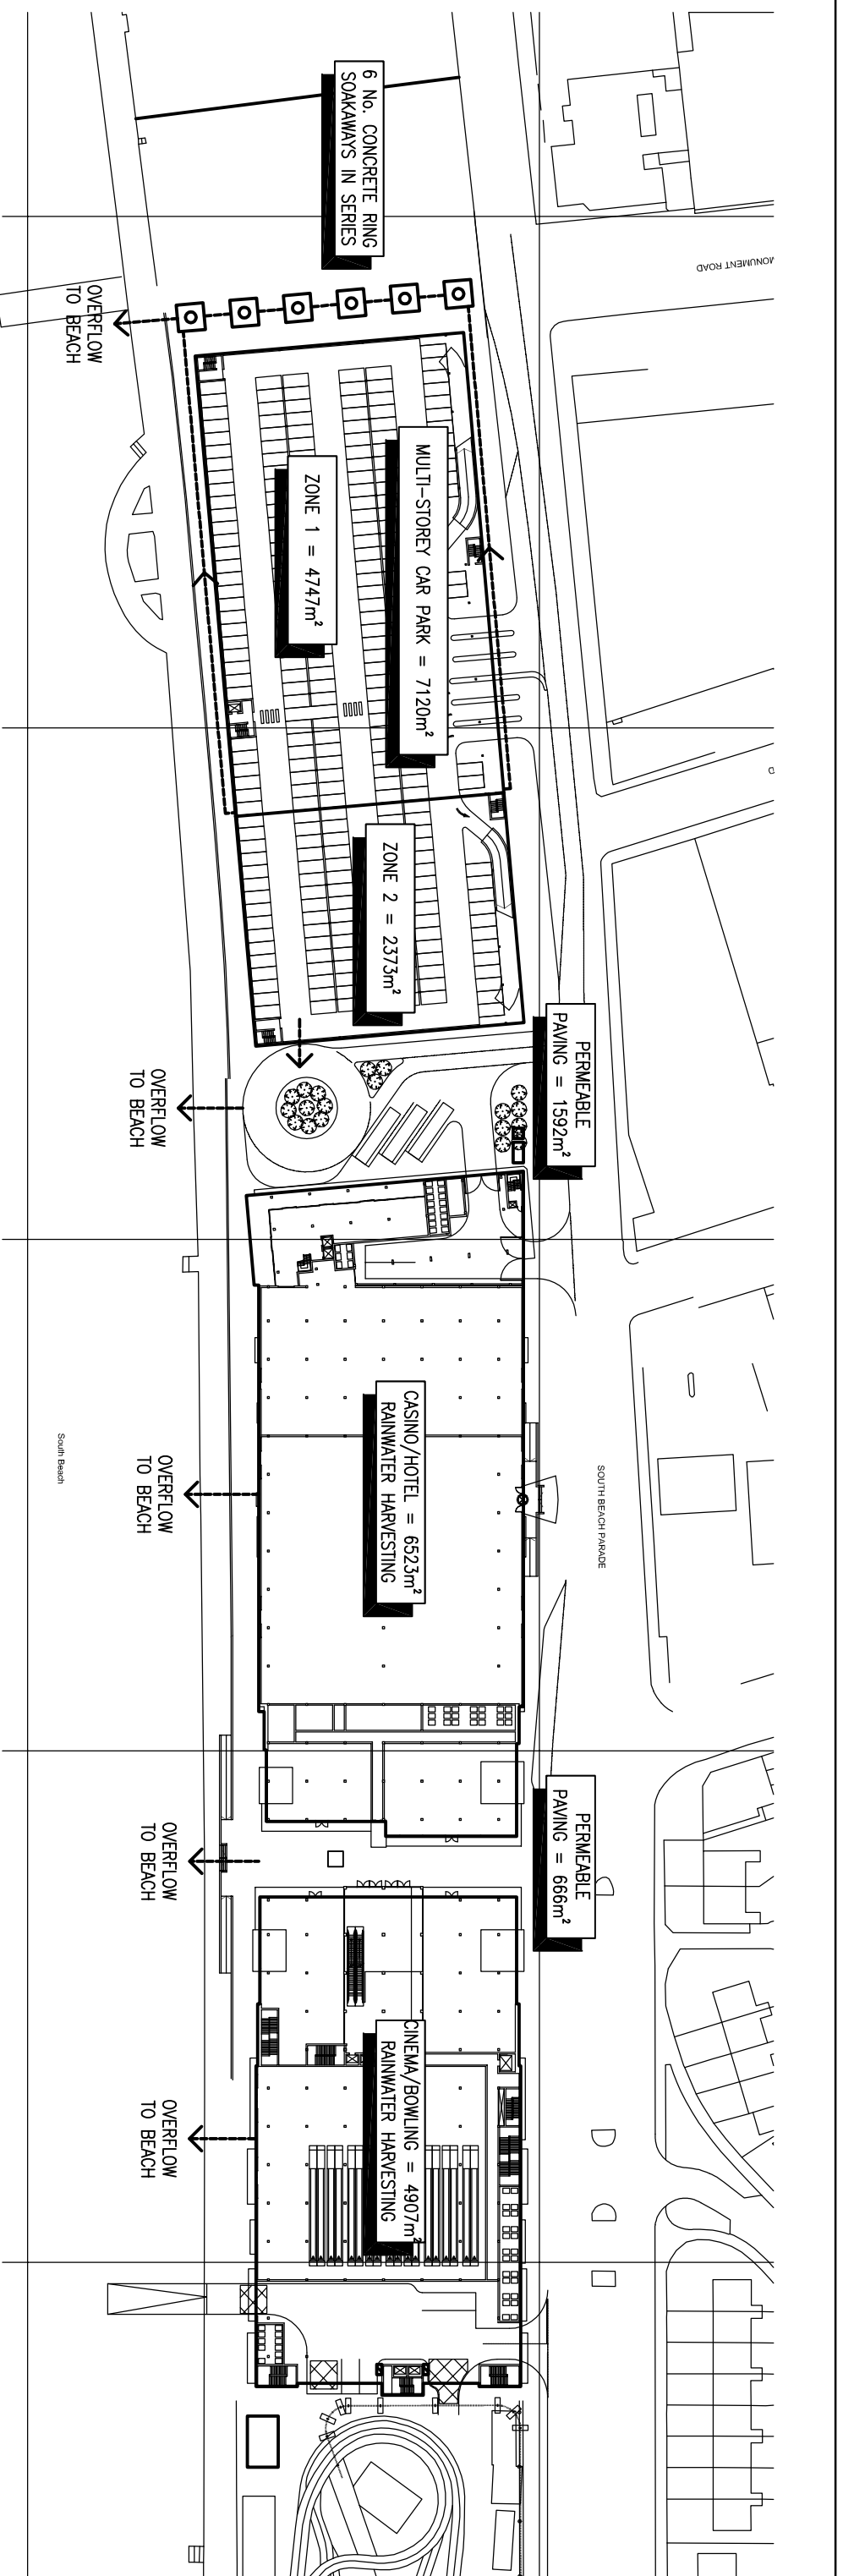 6 No. CONCRETE RING
SOAKAWAYS IN SERIES
MONUMENT ROAD
OVERFLOW
TO BEACH
MULTI-STOREY CAR PARK = 7120m²
ZONE 1 = 4747m²
ZONE 2 = 2373m²
PERMEABLE
PAVING = 1592m²
OVERFLOW
TO BEACH
CASINO/HOTEL = 6523m²
RAINWATER HARVESTING
SOUTH BEACH PARADE
South Beach
OVERFLOW
TO BEACH
PERMEABLE
PAVING = 666m²
OVERFLOW
TO BEACH
CINEMA/BOWLING = 4907m²
RAINWATER HARVESTING
OVERFLOW
TO BEACH